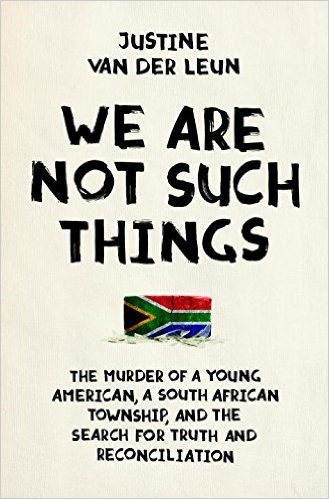 JUSTINE
VAN DER LEUN
WE ARE
NOT SUCH
THINGS
THE MURDER OF A YOUNG
AMERICAN, A SOUTH AFRICAN
TOWNSHIP, AND THE
SEARCH FOR TRUTH AND
RECONCILIATION